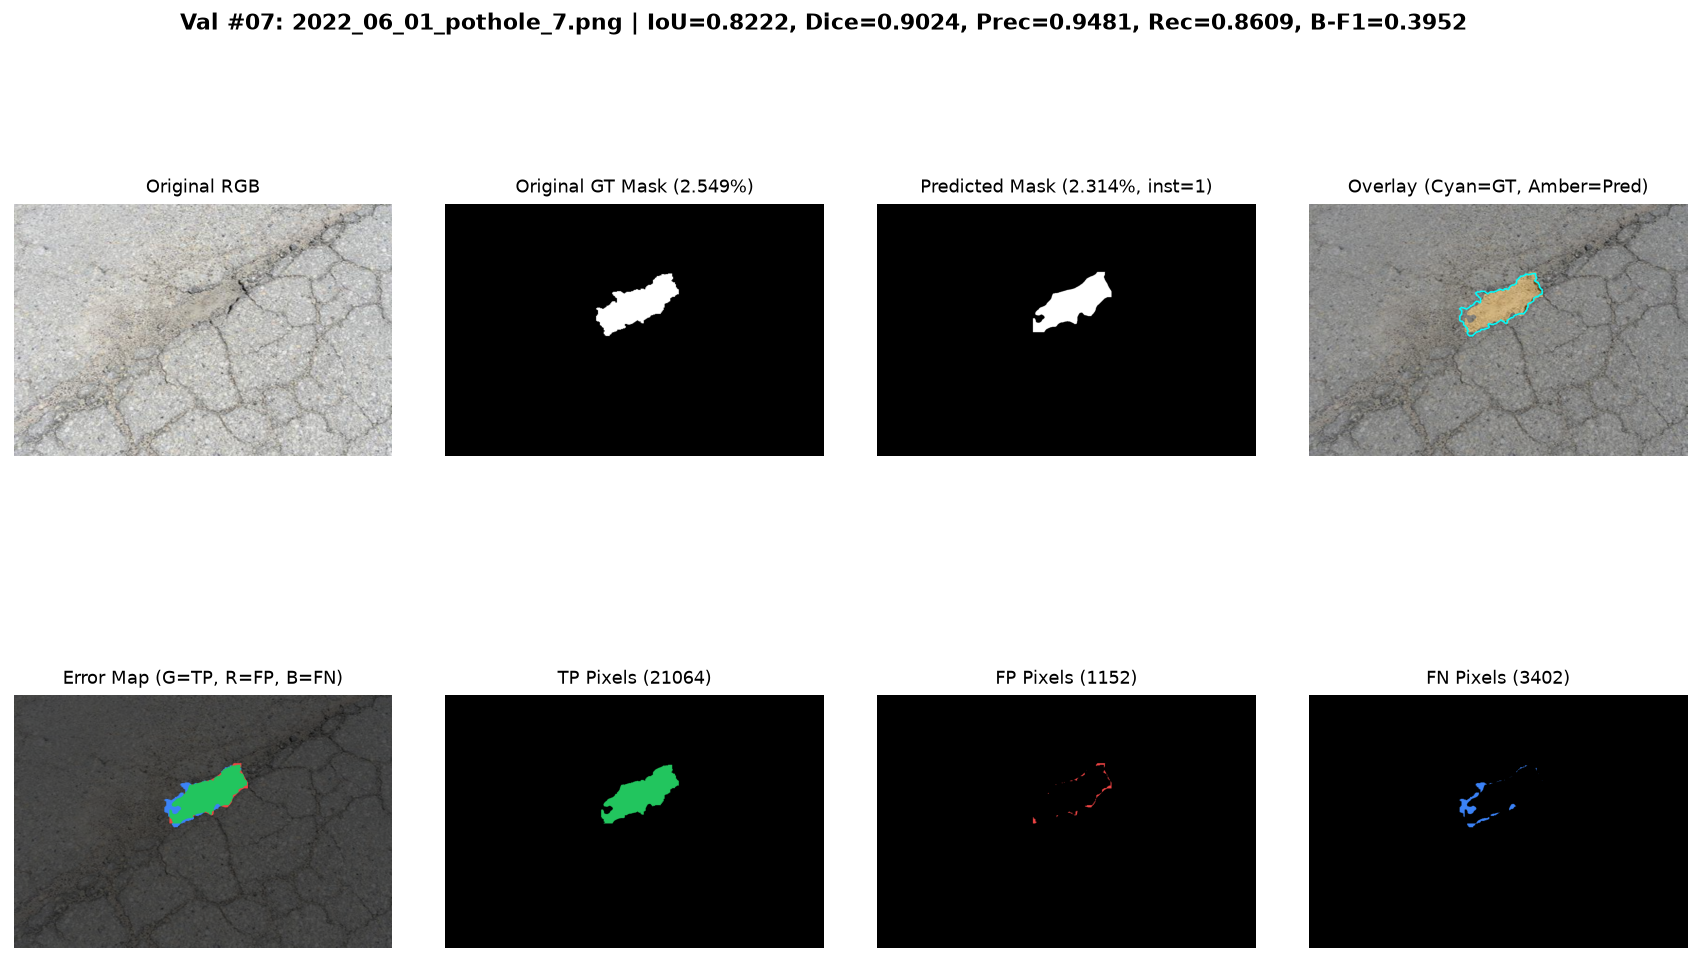 Val #07: 2022_06_01_pothole_7.png | IoU=0.8222, Dice=0.9024, Prec=0.9481, Rec=0.8609, B-F1=0.3952
Original RGB
Original GT Mask (2.549%)
Predicted Mask (2.314%, inst=1)
Overlay (Cyan=GT, Amber=Pred)
Error Map (G=TP, R=FP, B=FN)
TP Pixels (21064)
FP Pixels (1152)
FN Pixels (3402)